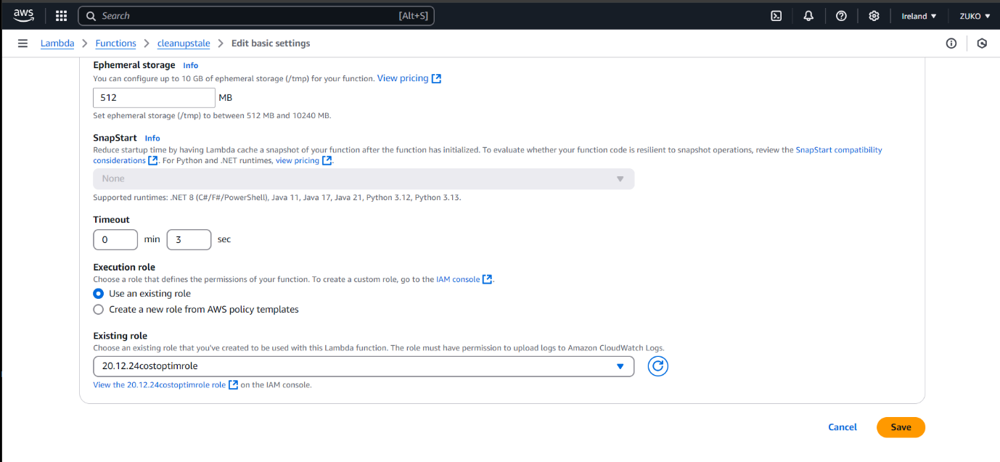 aws
Search [Alt+S]
Ireland ▼ ZUKO ▼
Lambda > Functions > cleanupstale > Edit basic settings
Ephemeral storage Info
You can configure up to 10 GB of ephemeral storage (/tmp) for your function. View pricing
512 MB
Set ephemeral storage (/tmp) to between 512 MB and 10240 MB.
SnapStart Info
Reduce startup time by having Lambda cache a snapshot of your function after the function has initialized. To evaluate whether your function code is resilient to snapshot operations, review the SnapStart compatibility
considerations. For Python and .NET runtimes, view pricing.
None
Supported runtimes: .NET 8 (C#/F#/PowerShell), Java 11, Java 17, Java 21, Python 3.12, Python 3.13.
Timeout
0 min 3 sec
Execution role
Choose a role that defines the permissions of your function. To create a custom role, go to the IAM console.
Use an existing role
Create a new role from AWS policy templates
Existing role
Choose an existing role that you've created to be used with this Lambda function. The role must have permission to upload logs to Amazon CloudWatch Logs.
20.12.24costoptimrole
View the 20.12.24costoptimrole role on the IAM console.
Cancel Save